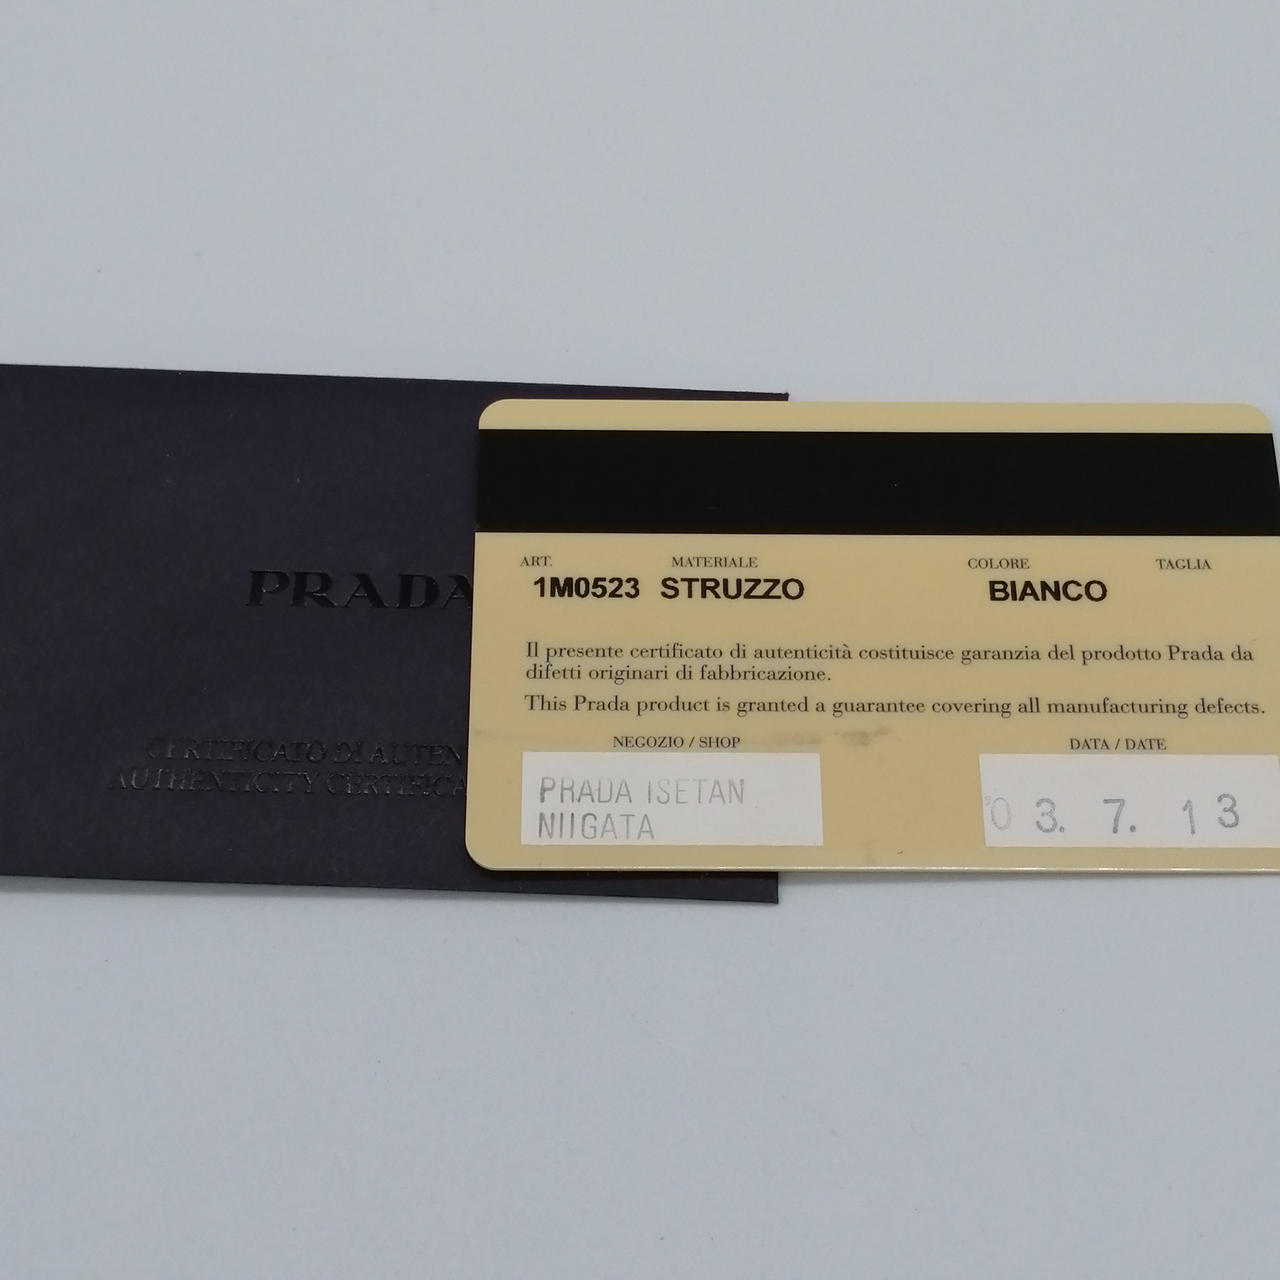 PRADA
CERTIFICATO DI AUTEN
AUTHENTICITY CERTIFICA
ART. MATERIALE COLORE TAGLIA
1M0523 STRUZZO BIANCO
Il presente certificato di autenticità costituisce garanzia del prodotto Prada da
difetti originari di fabbricazione.
This Prada product is granted a guarantee covering all manufacturing defects.
NEGOZIO / SHOP DATA / DATE
PRADA ISETAN
NIIGATA
'03. 7. 13